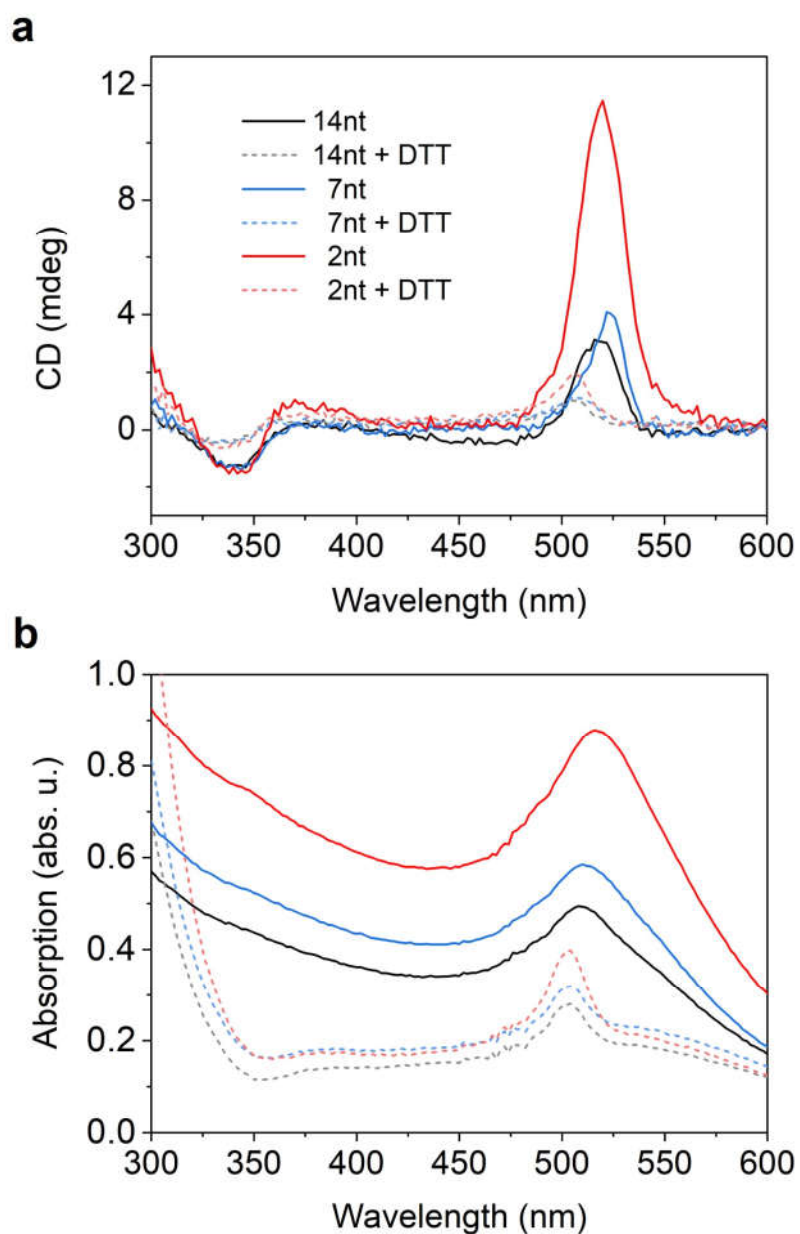 a
12
8
4
0
CD (mdeg)
14nt
14nt + DTT
7nt
7nt + DTT
2nt
2nt + DTT
300 350 400 450 500 550 600
Wavelength (nm)
b
1.0
0.8
0.6
0.4
0.2
0.0
Absorption (abs. u.)
300 350 400 450 500 550 600
Wavelength (nm)